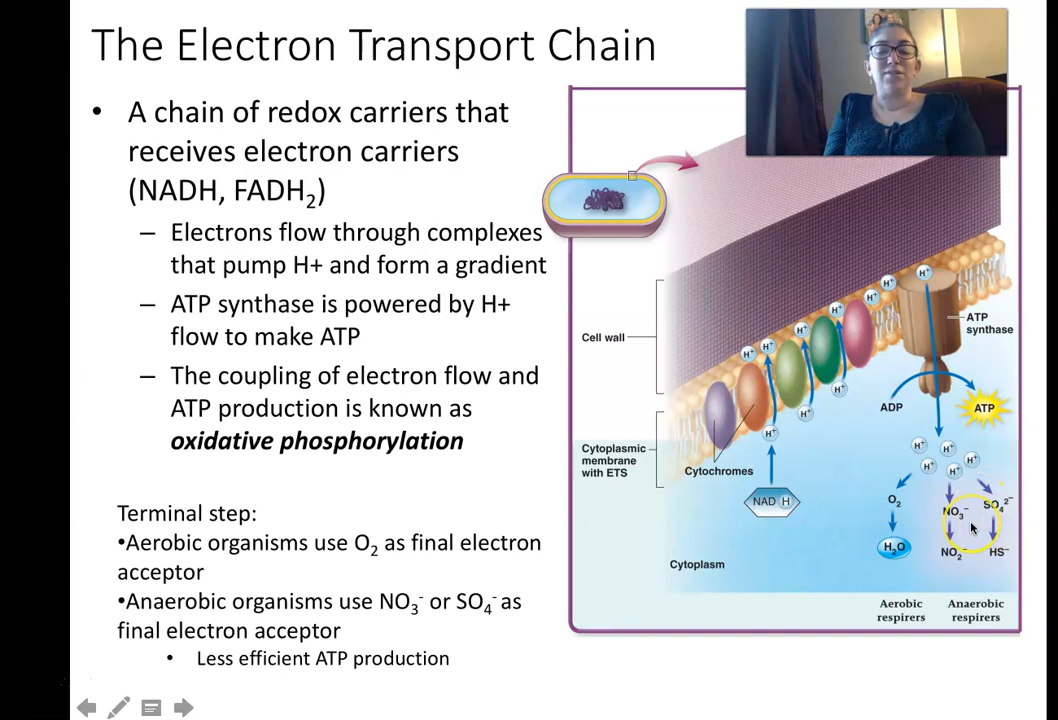 The Electron Transport Chain
• A chain of redox carriers that
receives electron carriers
(NADH, FADH₂)
– Electrons flow through complexes
that pump H+ and form a gradient
– ATP synthase is powered by H+
flow to make ATP
– The coupling of electron flow and
ATP production is known as
oxidative phosphorylation
Terminal step:
•Aerobic organisms use O₂ as final electron
acceptor
•Anaerobic organisms use NO₃⁻ or SO₄⁻ as
final electron acceptor
• Less efficient ATP production
Cell wall
Cytoplasmic
membrane
with ETS
Cytochromes
NAD H
Cytoplasm
H⁺
H⁺
H⁺
H⁺
H⁺
H⁺
H⁺
H⁺
H⁺
H⁺
ATP
synthase
ADP
ATP
H⁺
H⁺
H⁺
H⁺
H⁺
O₂
NO₃⁻
SO₄²⁻
H₂O
NO₂⁻
HS⁻
Aerobic
respirers
Anaerobic
respirers